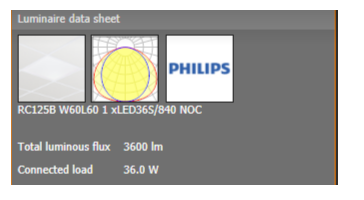 Luminaire data sheet
PHILIPS
RC125B W60L60 1 xLED36S/840 NOC
Total luminous flux 3600 lm
Connected load 36.0 W